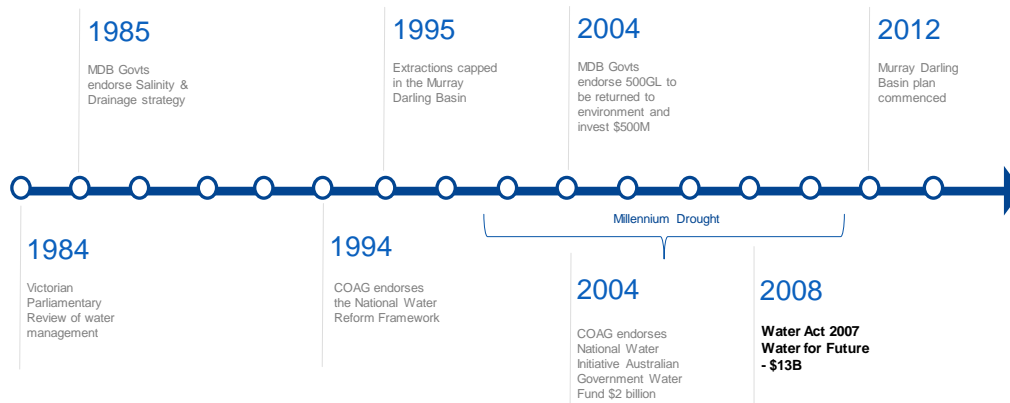 1985
MDB Govts
endorse Salinity &
Drainage strategy
1995
Extractions capped
in the Murray
Darling Basin
2004
MDB Govts
endorse 500GL to
be returned to
environment and
invest $500M
2012
Murray Darling
Basin plan
commenced
Millennium Drought
1984
Victorian
Parliamentary
Review of water
management
1994
COAG endorses
the National Water
Reform Framework
2004
COAG endorses
National Water
Initiative Australian
Government Water
Fund $2 billion
2008
Water Act 2007
Water for Future
- $13B